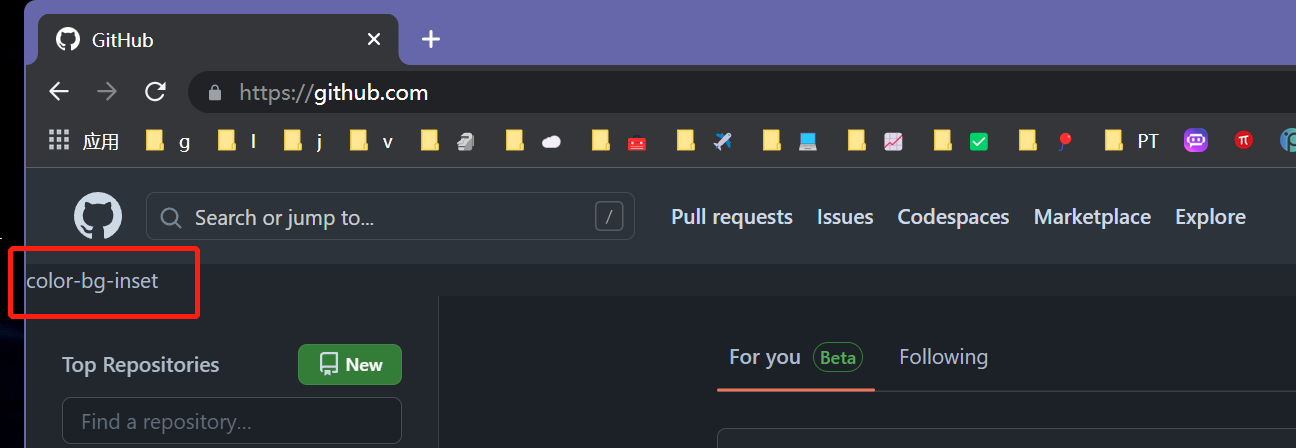 GitHub
https://github.com
应用 g l j v PT
Search or jump to... / Pull requests Issues Codespaces Marketplace Explore
color-bg-inset
Top Repositories New
For you Beta Following
Find a repository...